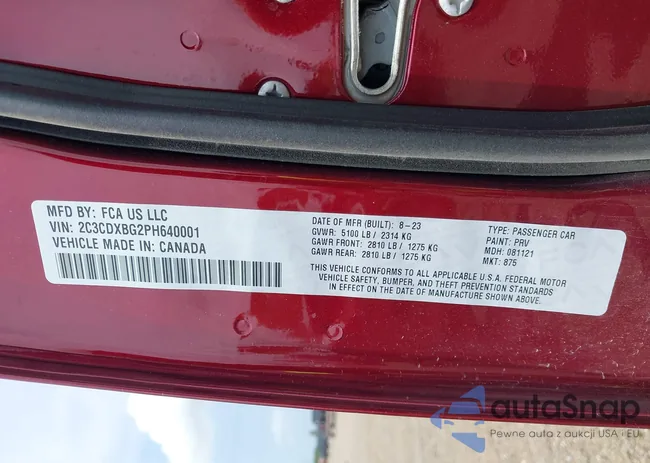 MFD BY: FCA US LLC
VIN: 2C3CDXBG2PH640001
VEHICLE MADE IN: CANADA
DATE OF MFR (BUILT): 8-23
GVWR: 5100 LB / 2314 KG
GAWR FRONT: 2810 LB / 1275 KG
GAWR REAR: 2810 LB / 1275 KG
TYPE: PASSENGER CAR
PAINT: PRV
MDH: 081121
MKT: 875
THIS VEHICLE CONFORMS TO ALL APPLICABLE U.S.A. FEDERAL MOTOR
VEHICLE SAFETY, BUMPER, AND THEFT PREVENTION STANDARDS
IN EFFECT ON THE DATE OF MANUFACTURE SHOWN ABOVE.
autoSnap
Pewne auta z aukcji USA i EU